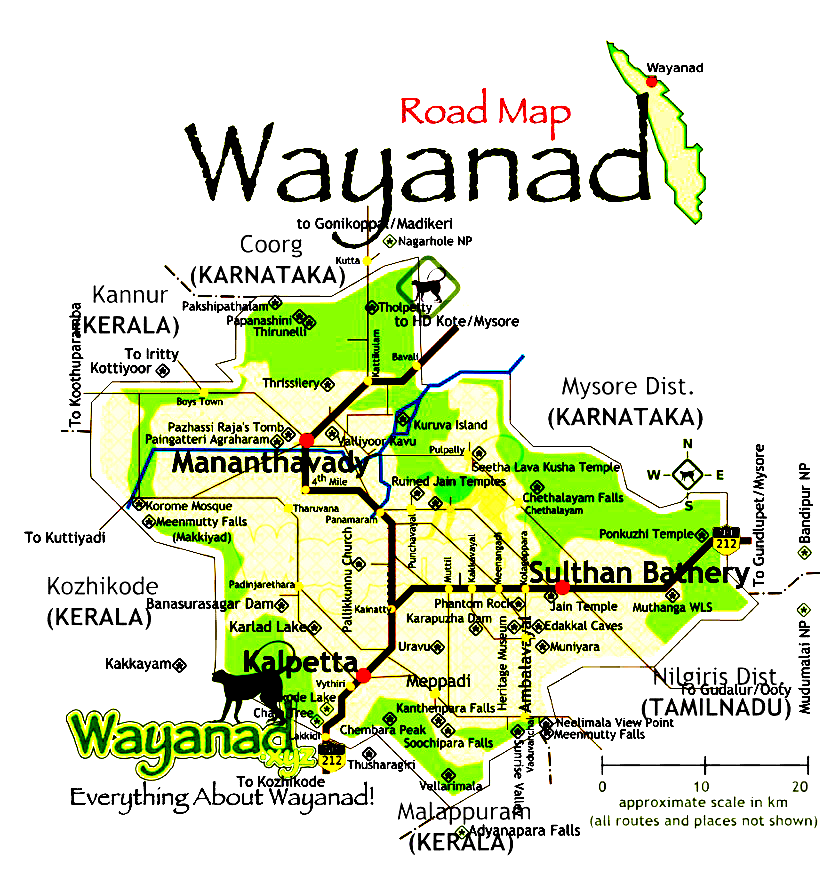 Wayanad
Road Map
Wayanad
to Gonikoppal/Madikeri
Nagarhole NP
Coorg
(KARNATAKA)
Kutta
Kannur
(KERALA)
Pakshipathalam
Papanashini
Thirunelli
Tholpetty
to HD Kote/Mysore
To Koothuparamba
To Iritty
Kottiyoor
Kattikulam
Bavali
Thrissilery
Boys Town
Mysore Dist.
(KARNATAKA)
Pazhassi Raja's Tomb
Paingatteri Agraharam
Valliyoor Kavu
Kuruva Island
Pulpally
Mananthavady
Seetha Lava Kusha Temple
N
W
E
S
4th Mile
Ruined Jain Temples
Chethalayam Falls
Chethalayam
Korome Mosque
Meenmutty Falls
(Makkiyad)
Tharuvana
Panamaram
To Kuttiyadi
Ponkuzhi Temple
212
To Gundlupet/Mysore
Bandipur NP
Punchavayal
Pallikkunnu Church
Muttil
Kakkavayal
Meenangadi
Kolagappara
Sulthan Bathery
Kozhikode
(KERALA)
Padinjarethara
Banasurasagar Dam
Kainatty
Phantom Rock
Jain Temple
Muthanga WLS
Karlad Lake
Karapuzha Dam
Edakkal Caves
Muniyara
Uravu
Heritage Museum
Ambalavayal
Mudumalai NP
Kakkayam
Kalpetta
Vythiri
Meppadi
Nilgiris Dist.
To Gudalur/Ooty
(TAMILNADU)
Kanthenpara Falls
Chembara Peak
Soochipara Falls
Neelimala View Point
Meenmutty Falls
Vaduvanchal
Sunrise Valley
Wayanad
.xyz
212
Thusharagiri
To Kozhikode
Everything About Wayanad!
Vellarimala
0
10
20
approximate scale in km
(all routes and places not shown)
Malappuram
(KERALA)
Adyanapara Falls